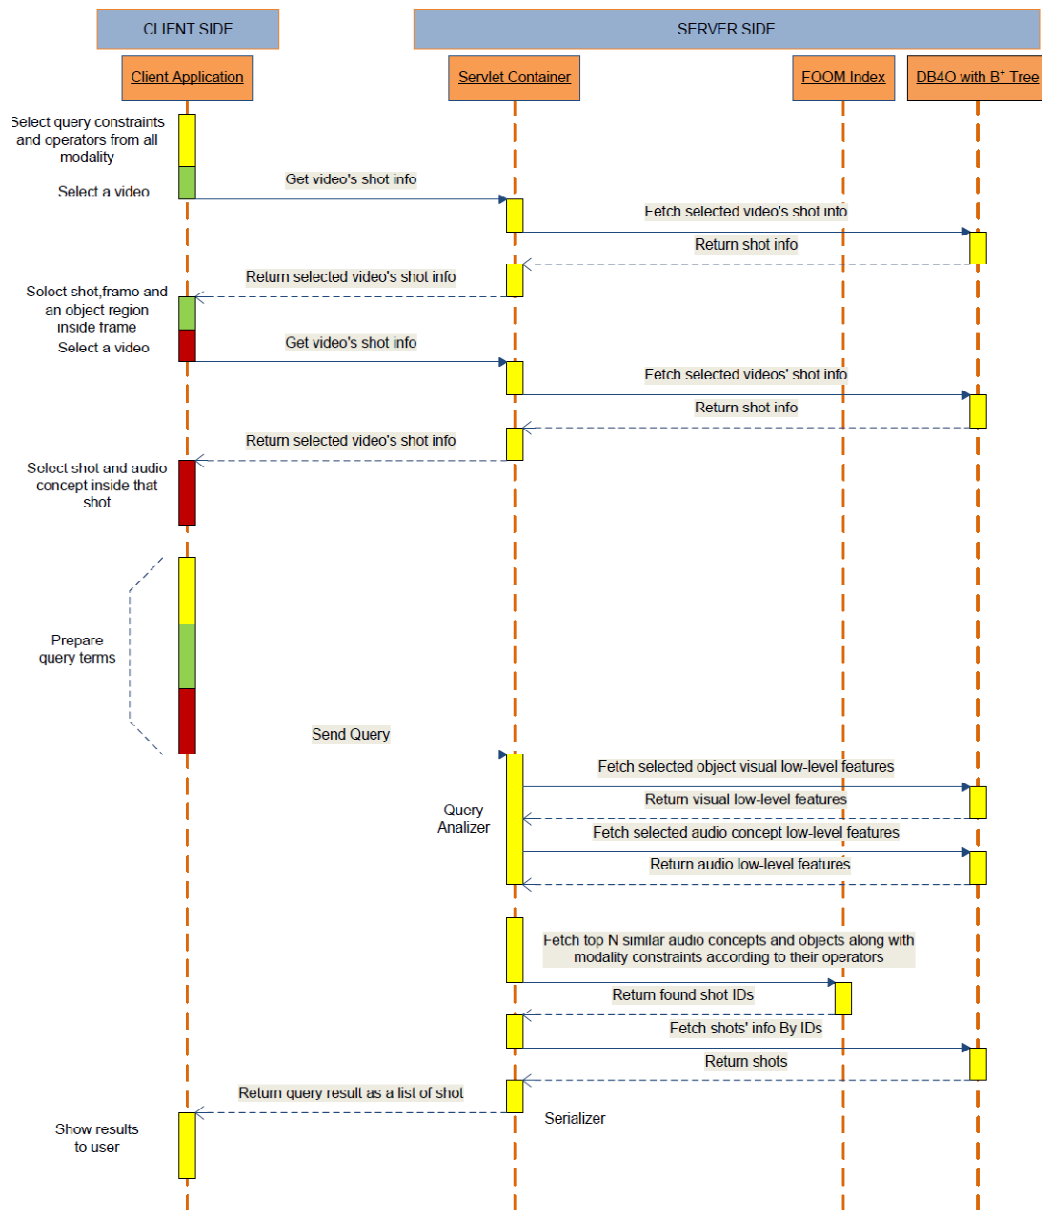 CLIENT SIDE
SERVER SIDE
Client Application
Servlet Container
FOOM Index
DB4O with B+ Tree
Select query constraints
and operators from all
modality
Select a video
Get video's shot info
Fetch selected video's shot info
Return shot info
Return selected video's shot info
Select shot,frame and
an object region
inside frame
Select a video
Get video's shot info
Fetch selected videos' shot info
Return shot info
Return selected video's shot info
Select shot and audio
concept inside that
shot
Prepare
query terms
Send Query
Fetch selected object visual low-level features
Return visual low-level features
Query
Analizer
Fetch selected audio concept low-level features
Return audio low-level features
Fetch top N similar audio concepts and objects along with
modality constraints according to their operators
Return found shot IDs
Fetch shots' info By IDs
Return shots
Return query result as a list of shot
Serializer
Show results
to user